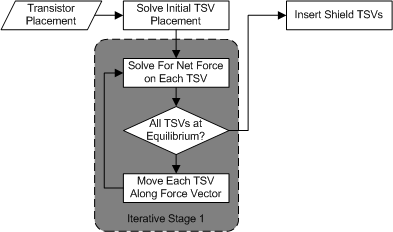 Transistor
Placement
Solve Initial TSV
Placement
Insert Shield TSVs
Solve For Net Force
on Each TSV
All TSVs at
Equilibrium?
Move Each TSV
Along Force Vector
Iterative Stage 1